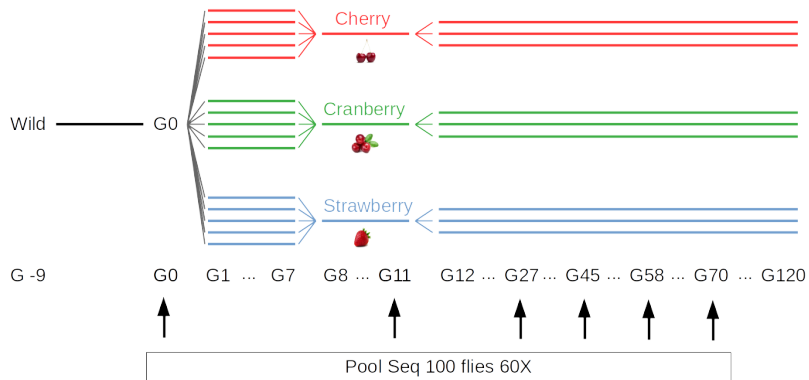 Cherry
Wild G0 Cranberry
Strawberry
G -9 G0 G1 ... G7 G8 ... G11 G12 ... G27 ... G45 ... G58 ... G70 ... G120
Pool Seq 100 flies 60X